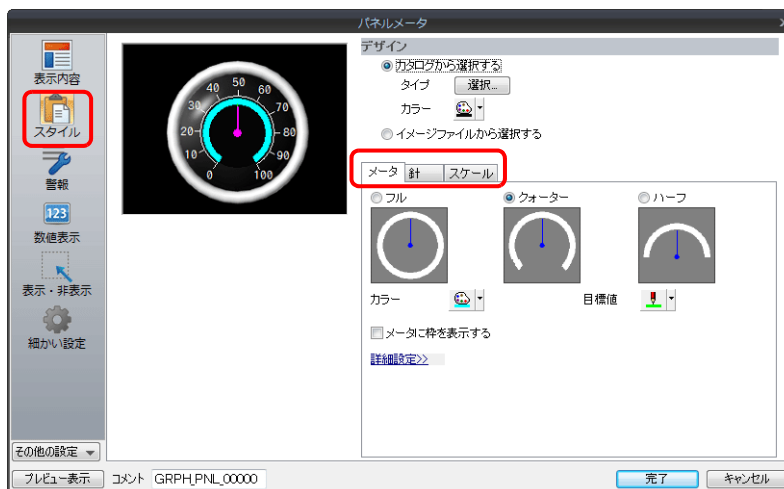 パネルメータ
表示内容
スタイル
警報
123
数値表示
表示・非表示
細かい設定
その他の設定
0
10
20
30
40
50
60
70
80
90
100
デザイン
カタログから選択する
タイプ 選択...
カラー
イメージファイルから選択する
メータ 針 スケール
フル クォーター ハーフ
カラー 目標値
メータに枠を表示する
詳細設定>>
プレビュー表示 コメント GRPH_PNL_00000 完了 キャンセル